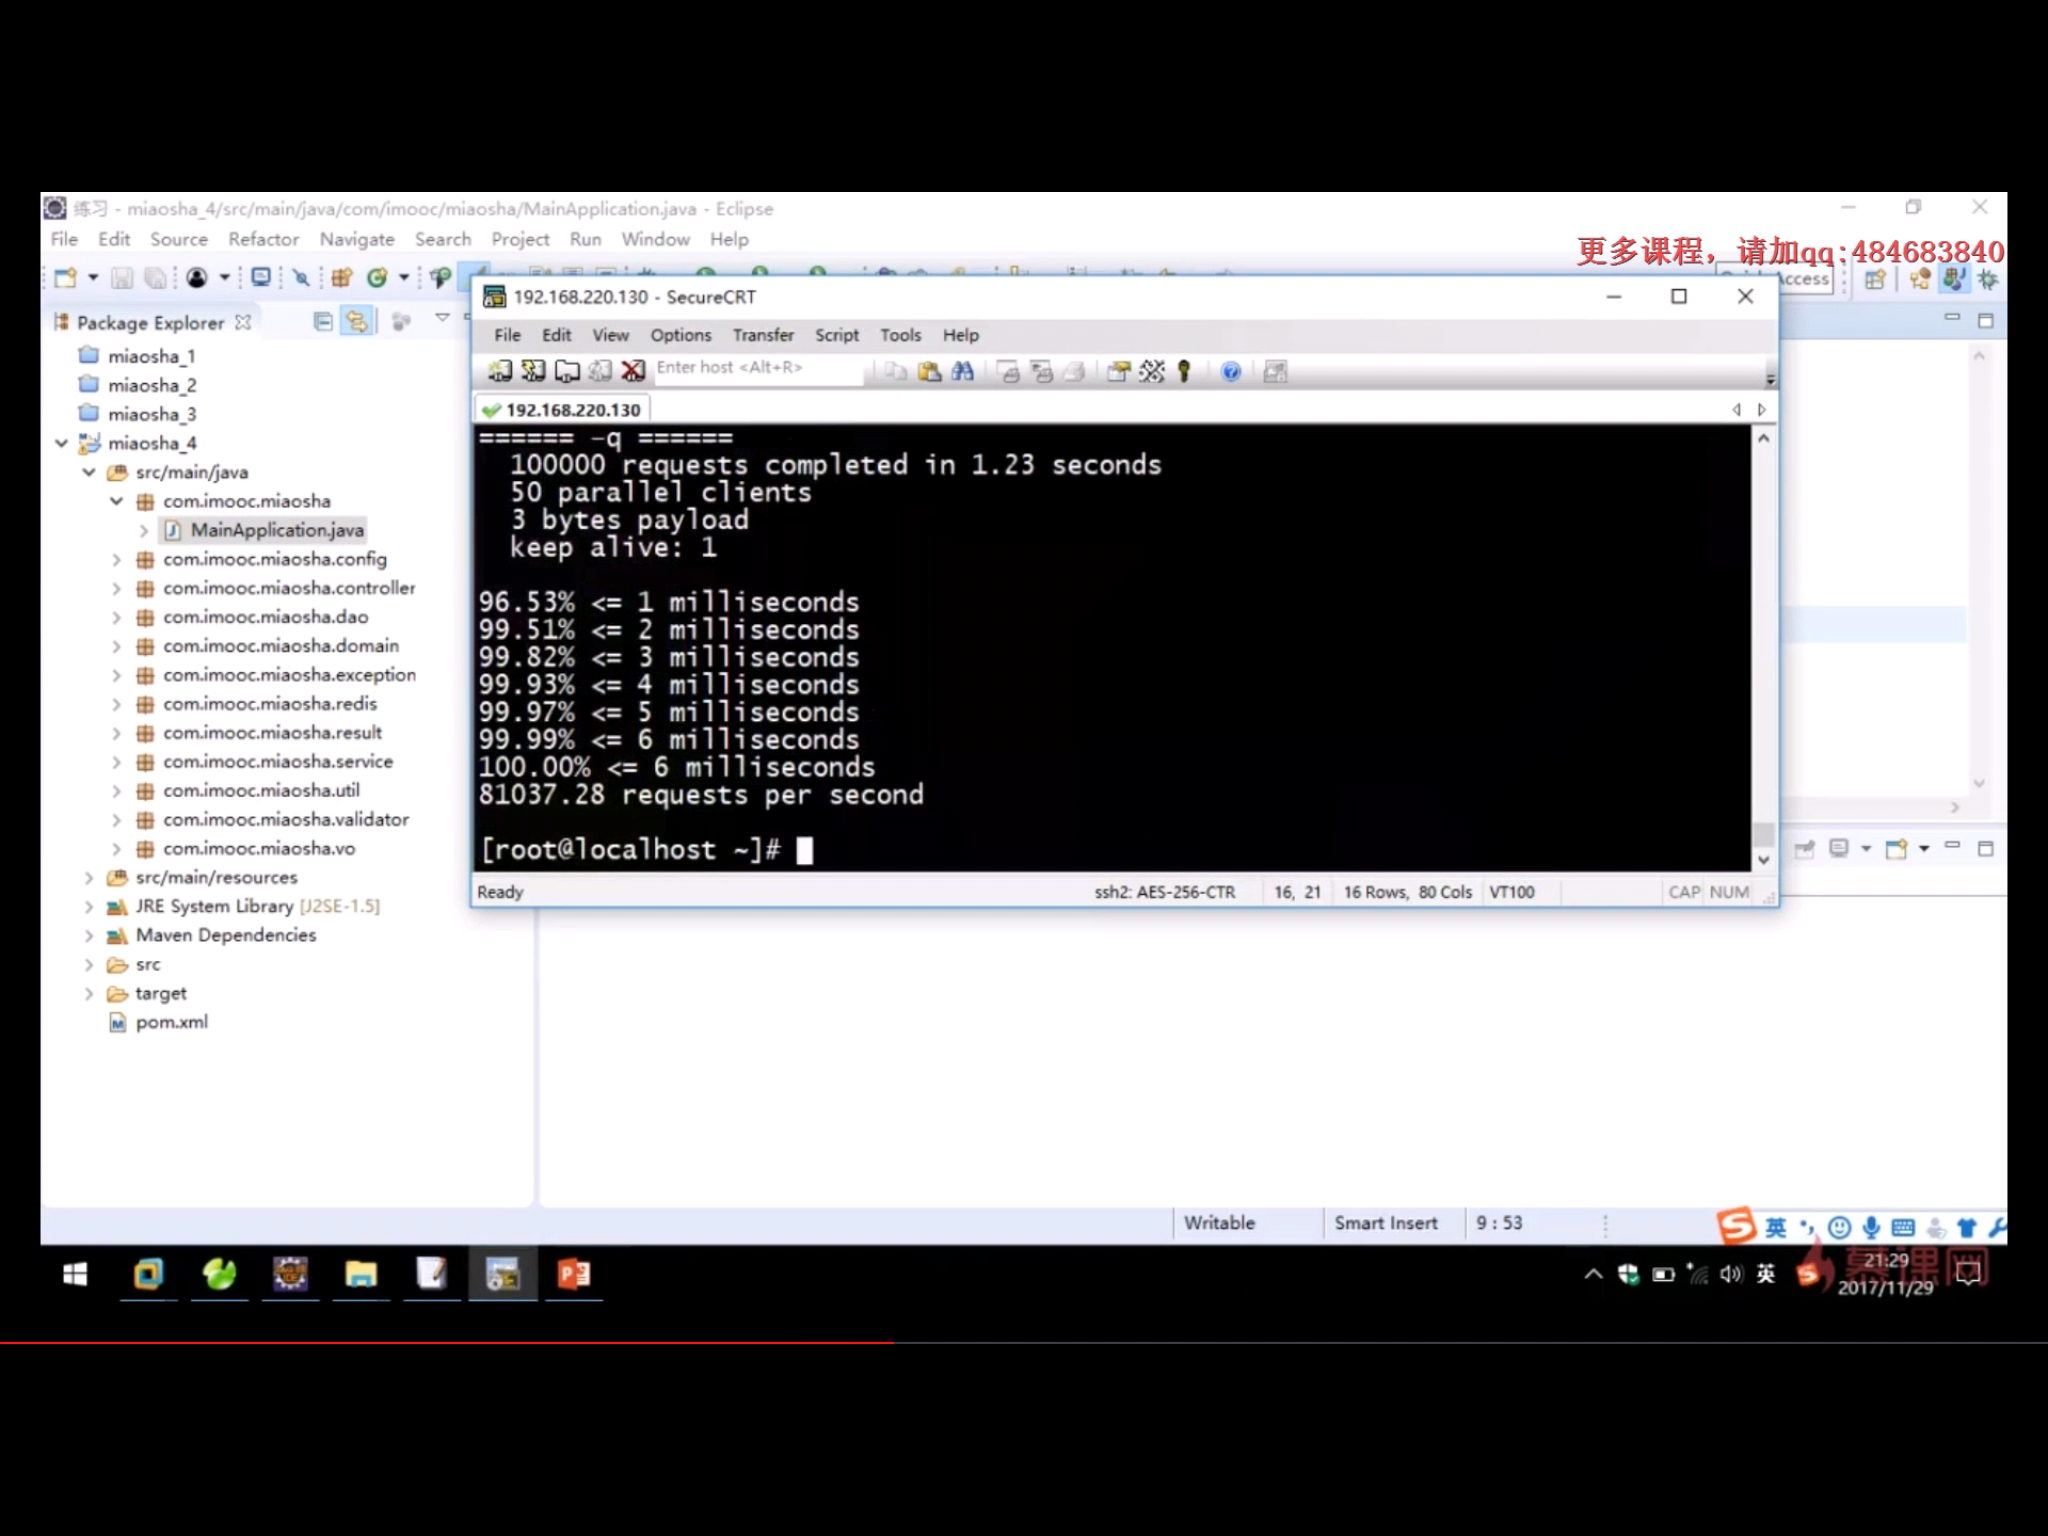 练习 - miaosha_4/src/main/java/com/imooc/miaosha/MainApplication.java - Eclipse
File Edit Source Refactor Navigate Search Project Run Window Help
更多课程，请加qq:484683840
Access
Package Explorer
miaosha_1
miaosha_2
miaosha_3
miaosha_4
src/main/java
com.imooc.miaosha
MainApplication.java
com.imooc.miaosha.config
com.imooc.miaosha.controller
com.imooc.miaosha.dao
com.imooc.miaosha.domain
com.imooc.miaosha.exception
com.imooc.miaosha.redis
com.imooc.miaosha.result
com.imooc.miaosha.service
com.imooc.miaosha.util
com.imooc.miaosha.validator
com.imooc.miaosha.vo
src/main/resources
JRE System Library [J2SE-1.5]
Maven Dependencies
src
target
pom.xml
192.168.220.130 - SecureCRT
File Edit View Options Transfer Script Tools Help
Enter host <Alt+R>
192.168.220.130
====== -q ======
100000 requests completed in 1.23 seconds
50 parallel clients
3 bytes payload
keep alive: 1
96.53% <= 1 milliseconds
99.51% <= 2 milliseconds
99.82% <= 3 milliseconds
99.93% <= 4 milliseconds
99.97% <= 5 milliseconds
99.99% <= 6 milliseconds
100.00% <= 6 milliseconds
81037.28 requests per second
[root@localhost ~]#
Ready ssh2: AES-256-CTR 16, 21 16 Rows, 80 Cols VT100 CAP NUM
Writable Smart Insert 9 : 53
英
英
慕课网
21:29
2017/11/29